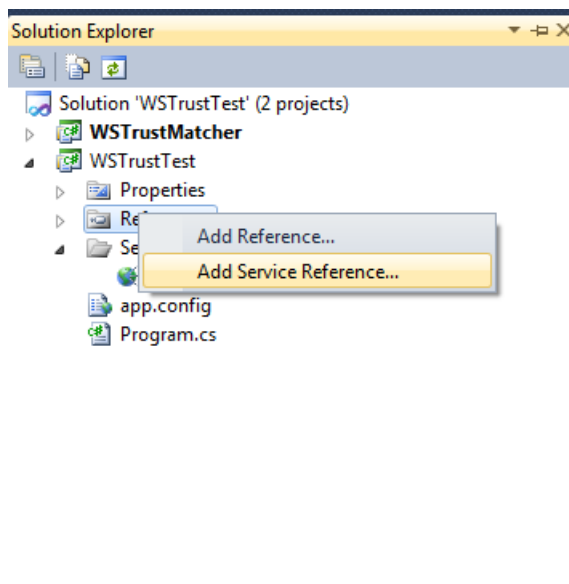 Solution Explorer
Solution 'WSTrustTest' (2 projects)
WSTrustMatcher
WSTrustTest
Properties
Add Reference...
Add Service Reference...
app.config
Program.cs